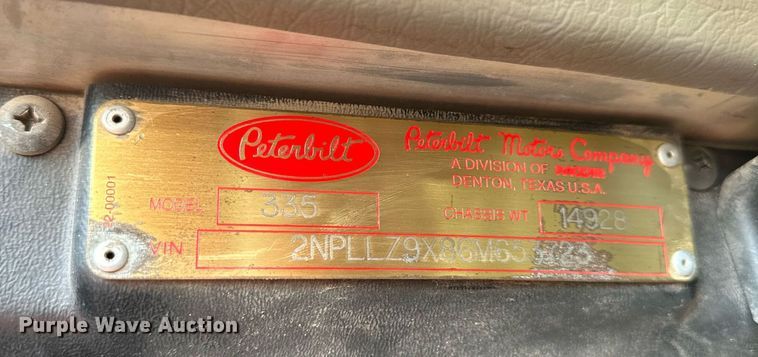 Peterbilt
Peterbilt Motors Company
A DIVISION OF
DENTON, TEXAS U.S.A.
MODEL 335
CHASSIS WT 14928
VIN
Purple Wave Auction